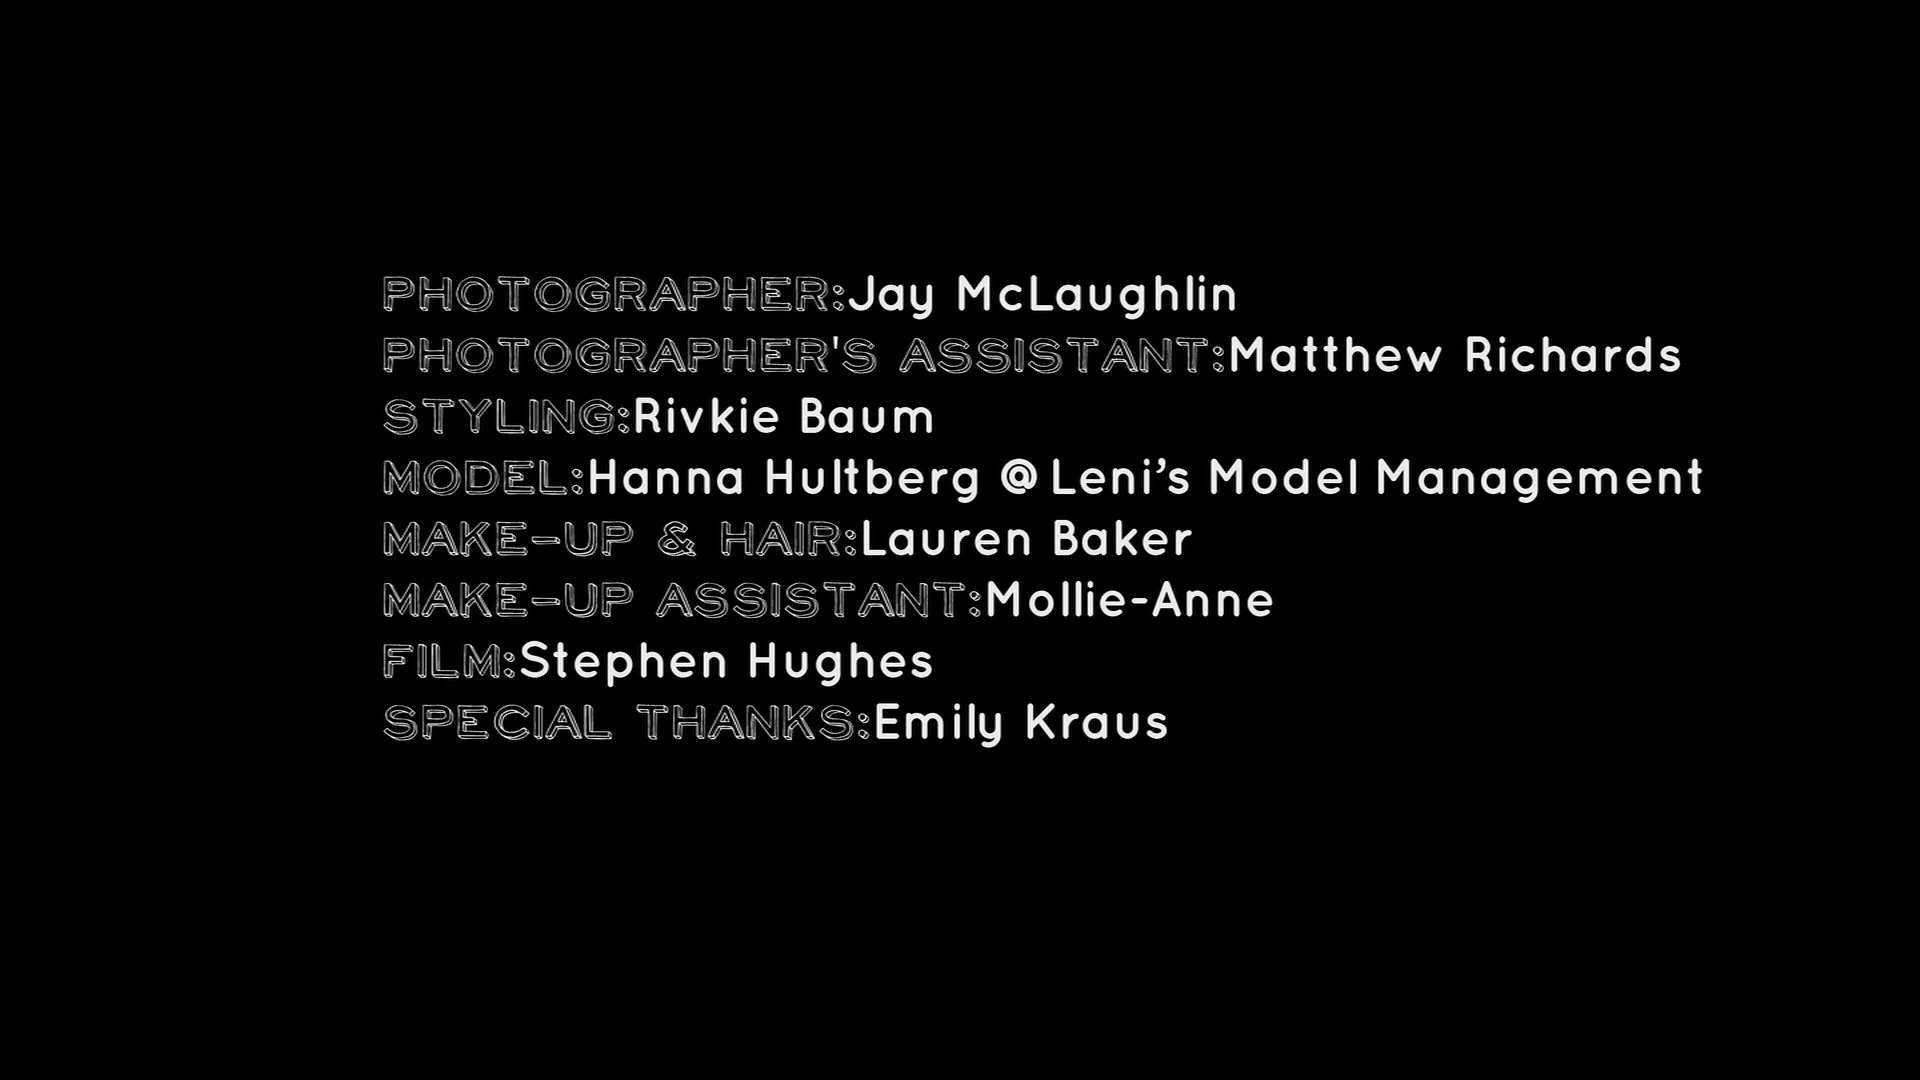 PHOTOGRAPHER:Jay McLaughlin
PHOTOGRAPHER'S ASSISTANT:Matthew Richards
STYLING:Rivkie Baum
MODEL:Hanna Hultberg @ Leni’s Model Management
MAKE-UP & HAIR:Lauren Baker
MAKE-UP ASSISTANT:Mollie-Anne
FILM:Stephen Hughes
SPECIAL THANKS:Emily Kraus